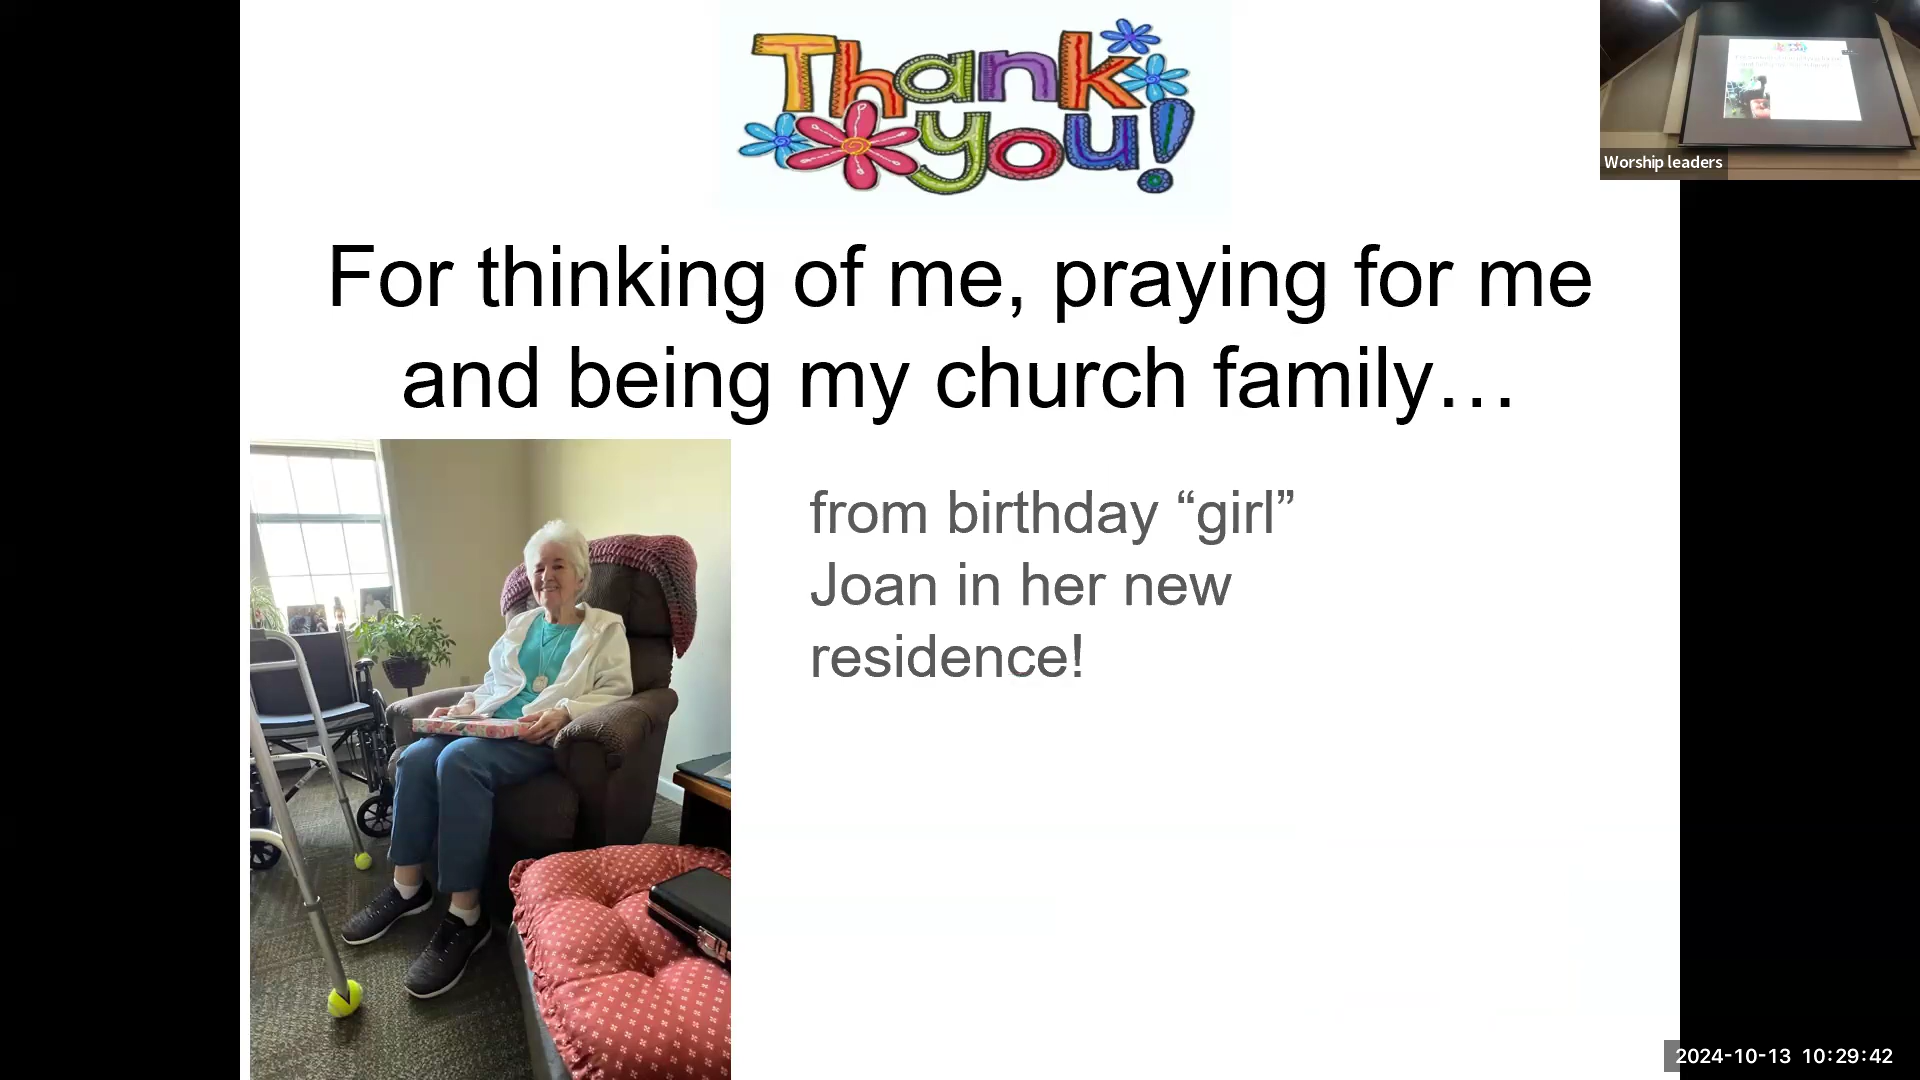 Thank
you!
For thinking of me, praying for me
and being my church family…
from birthday “girl”
Joan in her new
residence!
Worship leaders
2024-10-13 10:29:42